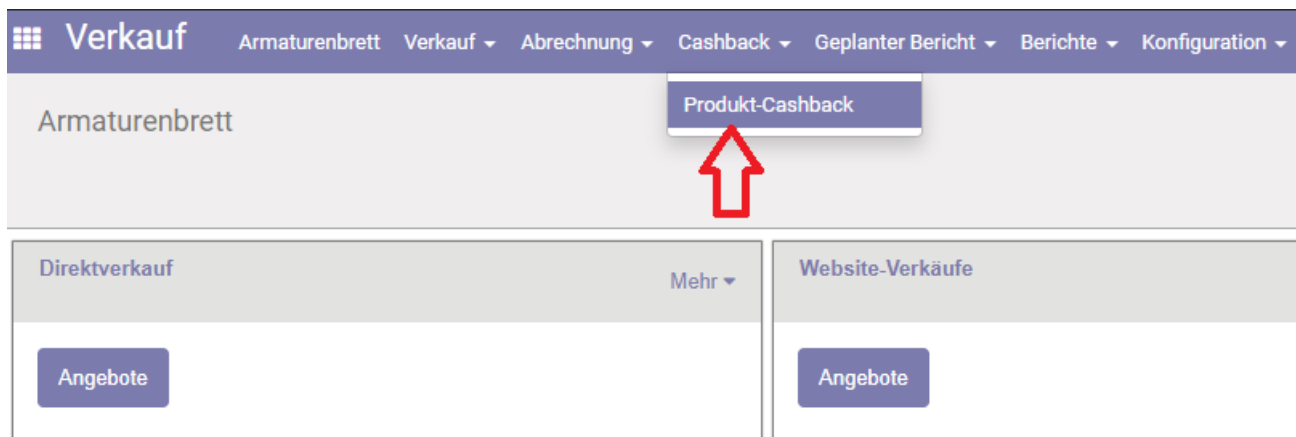 Verkauf Armaturenbrett Verkauf Abrechnung Cashback Geplanter Bericht Berichte Konfiguration
Produkt-Cashback
Armaturenbrett
Direktverkauf Mehr Website-Verkäufe
Angebote Angebote